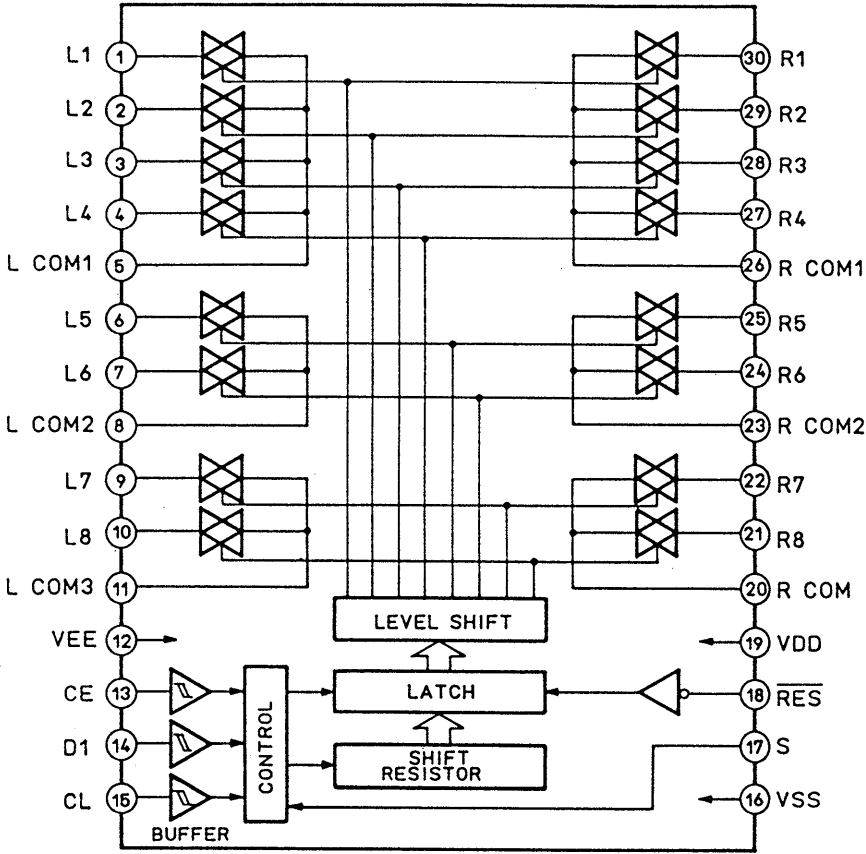 L1 1 30 R1
L2 2 29 R2
L3 3 28 R3
L4 4 27 R4
L COM1 5 26 R COM1
L5 6 25 R5
L6 7 24 R6
L COM2 8 23 R COM2
L7 9 22 R7
L8 10 21 R8
L COM3 11 20 R COM
LEVEL SHIFT
VEE 12 19 VDD
CE 13 LATCH 18 RES
D1 14 CONTROL SHIFT 17 S
RESISTOR
CL 15 16 VSS
BUFFER